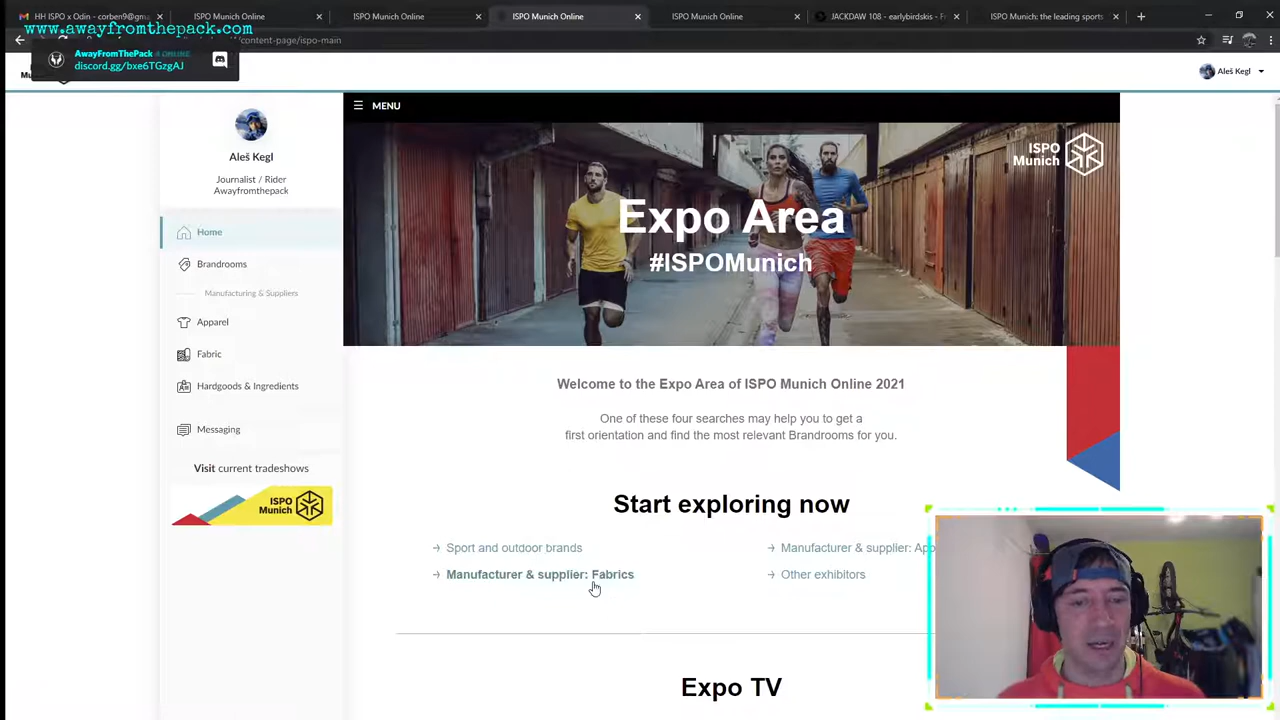 HH ISPO x Odin - corben9@gm
ISPO Munich Online
ISPO Munich Online
ISPO Munich Online
ISPO Munich Online
JACKDAW 108 - earlybirdskis - F
ISPO Munich: the leading sports
www.awayfromthepack.com
/content-page/ispo-main
AwayFromThePack
discord.gg/bxe6TGzgAJ
Aleš Kegl
MENU
Aleš Kegl
Journalist / Rider
Awayfromthepack
Home
Brandrooms
Manufacturing & Suppliers
Apparel
Fabric
Hardgoods & Ingredients
Messaging
Visit current tradeshows
ISPO
Munich
ISPO
Munich
Expo Area
#ISPOMunich
Welcome to the Expo Area of ISPO Munich Online 2021
One of these four searches may help you to get a
first orientation and find the most relevant Brandrooms for you.
Start exploring now
Sport and outdoor brands
Manufacturer & supplier: App
Manufacturer & supplier: Fabrics
Other exhibitors
Expo TV